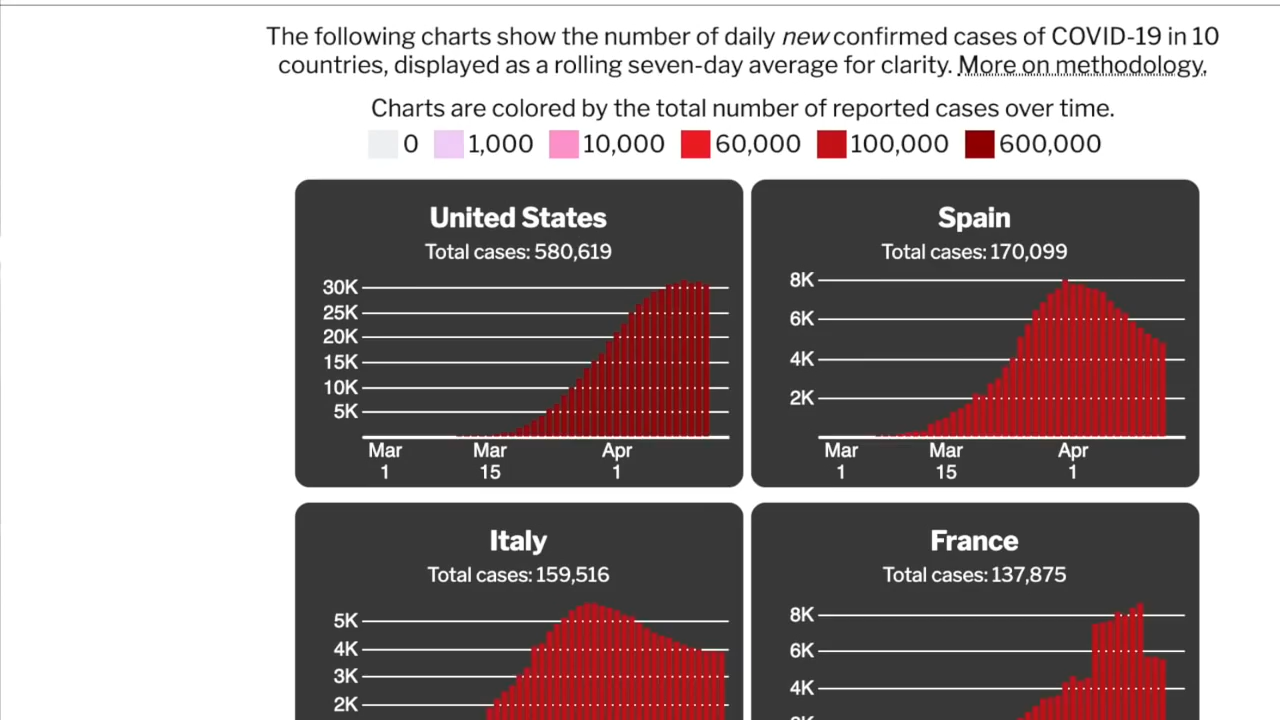 The following charts show the number of daily new confirmed cases of COVID-19 in 10
countries, displayed as a rolling seven-day average for clarity. More on methodology.
Charts are colored by the total number of reported cases over time.
0 1,000 10,000 60,000 100,000 600,000
United States
Total cases: 580,619
30K
25K
20K
15K
10K
5K
Mar 1 Mar 15 Apr 1
Spain
Total cases: 170,099
8K
6K
4K
2K
Mar 1 Mar 15 Apr 1
Italy
Total cases: 159,516
5K
4K
3K
2K
France
Total cases: 137,875
8K
6K
4K